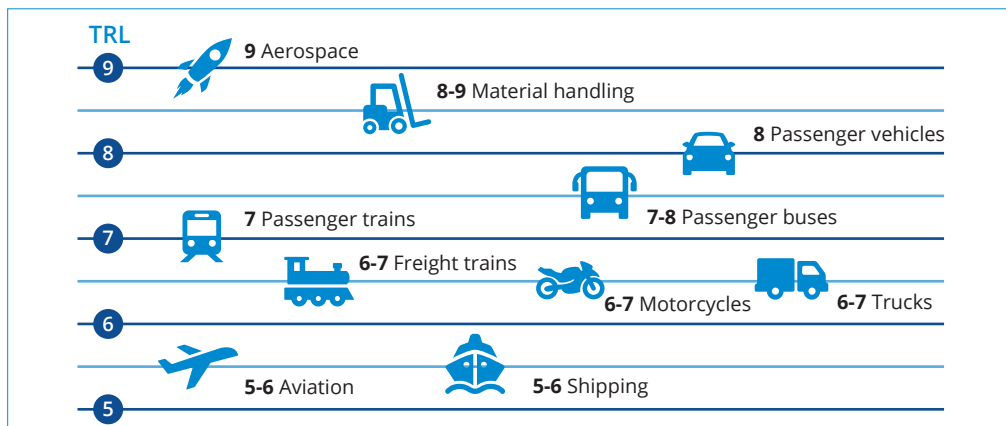 TRL
9
9 Aerospace
8-9 Material handling
8 Passenger vehicles
8
7 Passenger trains
7-8 Passenger buses
7
6-7 Freight trains
6-7 Motorcycles
6-7 Trucks
6
5-6 Aviation
5-6 Shipping
5